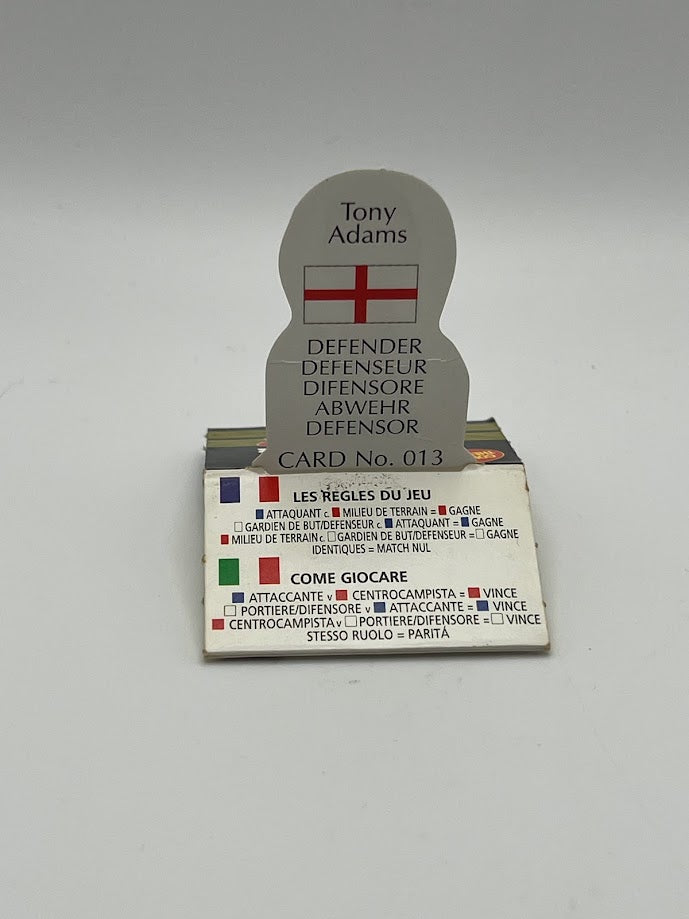 Tony
Adams
DEFENDER
DEFENSEUR
DIFENSORE
ABWEHR
DEFENSOR
CARD No. 013
LES REGLES DU JEU
ATTAQUANT c. MILIEU DE TERRAIN = GAGNE
GARDIEN DE BUT/DEFENSEUR c. ATTAQUANT = GAGNE
MILIEU DE TERRAIN c. GARDIEN DE BUT/DEFENSEUR = GAGNE
IDENTIQUES = MATCH NUL
COME GIOCARE
ATTACCANTE v CENTROCAMPISTA = VINCE
PORTIERE/DIFENSORE v ATTACCANTE = VINCE
CENTROCAMPISTA v PORTIERE/DIFENSORE = VINCE
STESSO RUOLO = PARITÁ